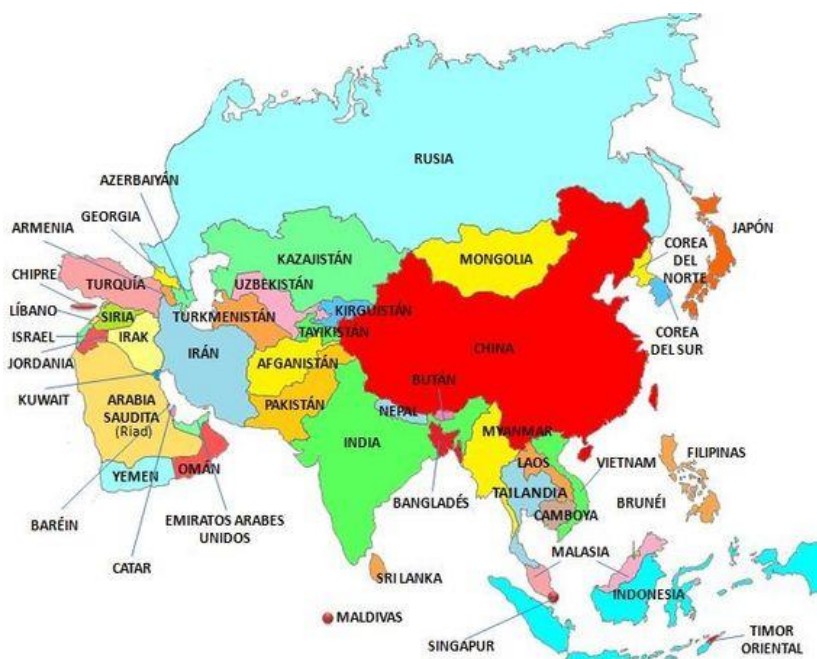 RUSIA
AZERBAIYÁN
GEORGIA
ARMENIA
CHIPRE
TURQUÍA
LÍBANO
SIRIA
ISRAEL
IRAK
JORDANIA
KUWAIT
KAZAJISTÁN
UZBEKISTÁN
TURKMENISTÁN
KIRGUISTÁN
TAYIKISTÁN
IRÁN
AFGANISTÁN
PAKISTÁN
MONGOLIA
CHINA
JAPÓN
COREA
DEL
NORTE
COREA
DEL SUR
ARABIA
SAUDITA
(Riad)
YEMEN
OMÁN
BARÉIN
CATAR
EMIRATOS ARABES
UNIDOS
INDIA
NEPAL
BUTÁN
BANGLADÉS
MYANMAR
LAOS
TAILANDIA
CAMBOYA
VIETNAM
FILIPINAS
BRUNÉI
SRI LANKA
MALDIVAS
MALASIA
INDONESIA
SINGAPUR
TIMOR
ORIENTAL